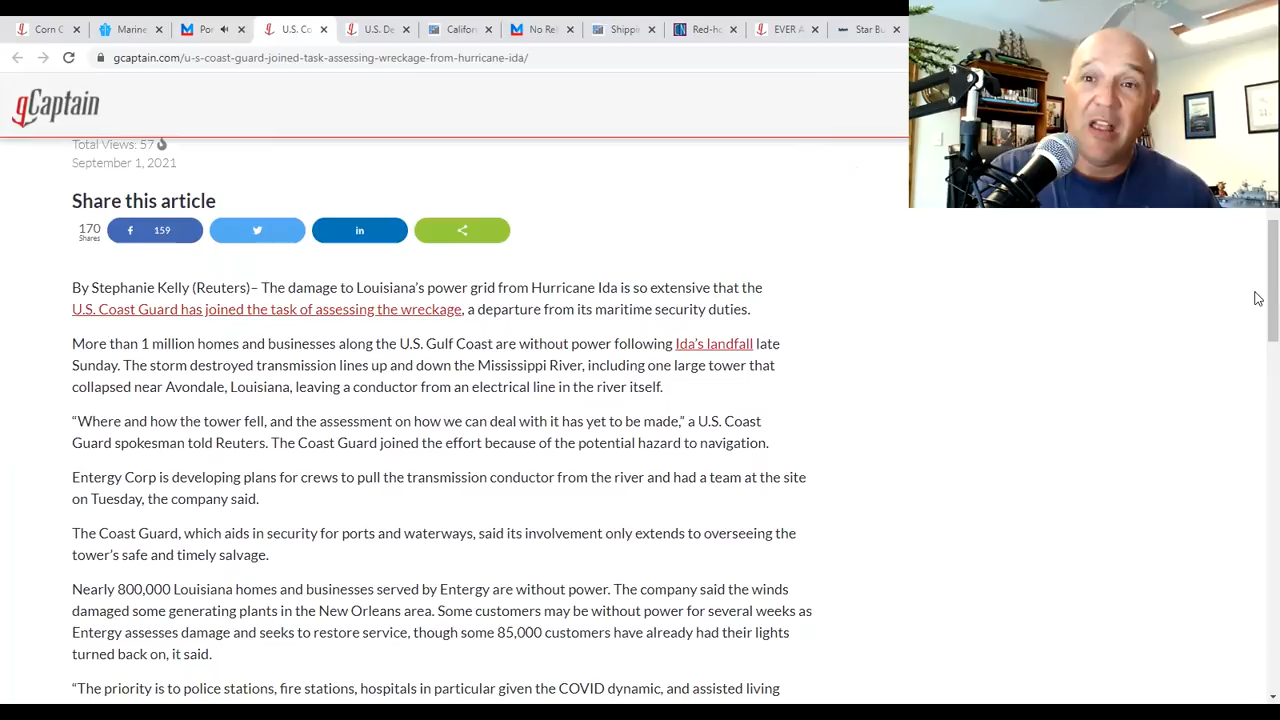 Corn C
Marine
Por
U.S. Co
U.S. De
Californ
No Rel
Shippin
Red-ho
EVER A
Star Bu
gcaptain.com/u-s-coast-guard-joined-task-assessing-wreckage-from-hurricane-ida/
gCaptain
Total Views: 57
September 1, 2021
Share this article
170
Shares
159
By Stephanie Kelly (Reuters)– The damage to Louisiana’s power grid from Hurricane Ida is so extensive that the
U.S. Coast Guard has joined the task of assessing the wreckage, a departure from its maritime security duties.
More than 1 million homes and businesses along the U.S. Gulf Coast are without power following Ida’s landfall late
Sunday. The storm destroyed transmission lines up and down the Mississippi River, including one large tower that
collapsed near Avondale, Louisiana, leaving a conductor from an electrical line in the river itself.
“Where and how the tower fell, and the assessment on how we can deal with it has yet to be made,” a U.S. Coast
Guard spokesman told Reuters. The Coast Guard joined the effort because of the potential hazard to navigation.
Entergy Corp is developing plans for crews to pull the transmission conductor from the river and had a team at the site
on Tuesday, the company said.
The Coast Guard, which aids in security for ports and waterways, said its involvement only extends to overseeing the
tower’s safe and timely salvage.
Nearly 800,000 Louisiana homes and businesses served by Entergy are without power. The company said the winds
damaged some generating plants in the New Orleans area. Some customers may be without power for several weeks as
Entergy assesses damage and seeks to restore service, though some 85,000 customers have already had their lights
turned back on, it said.
“The priority is to police stations, fire stations, hospitals in particular given the COVID dynamic, and assisted living